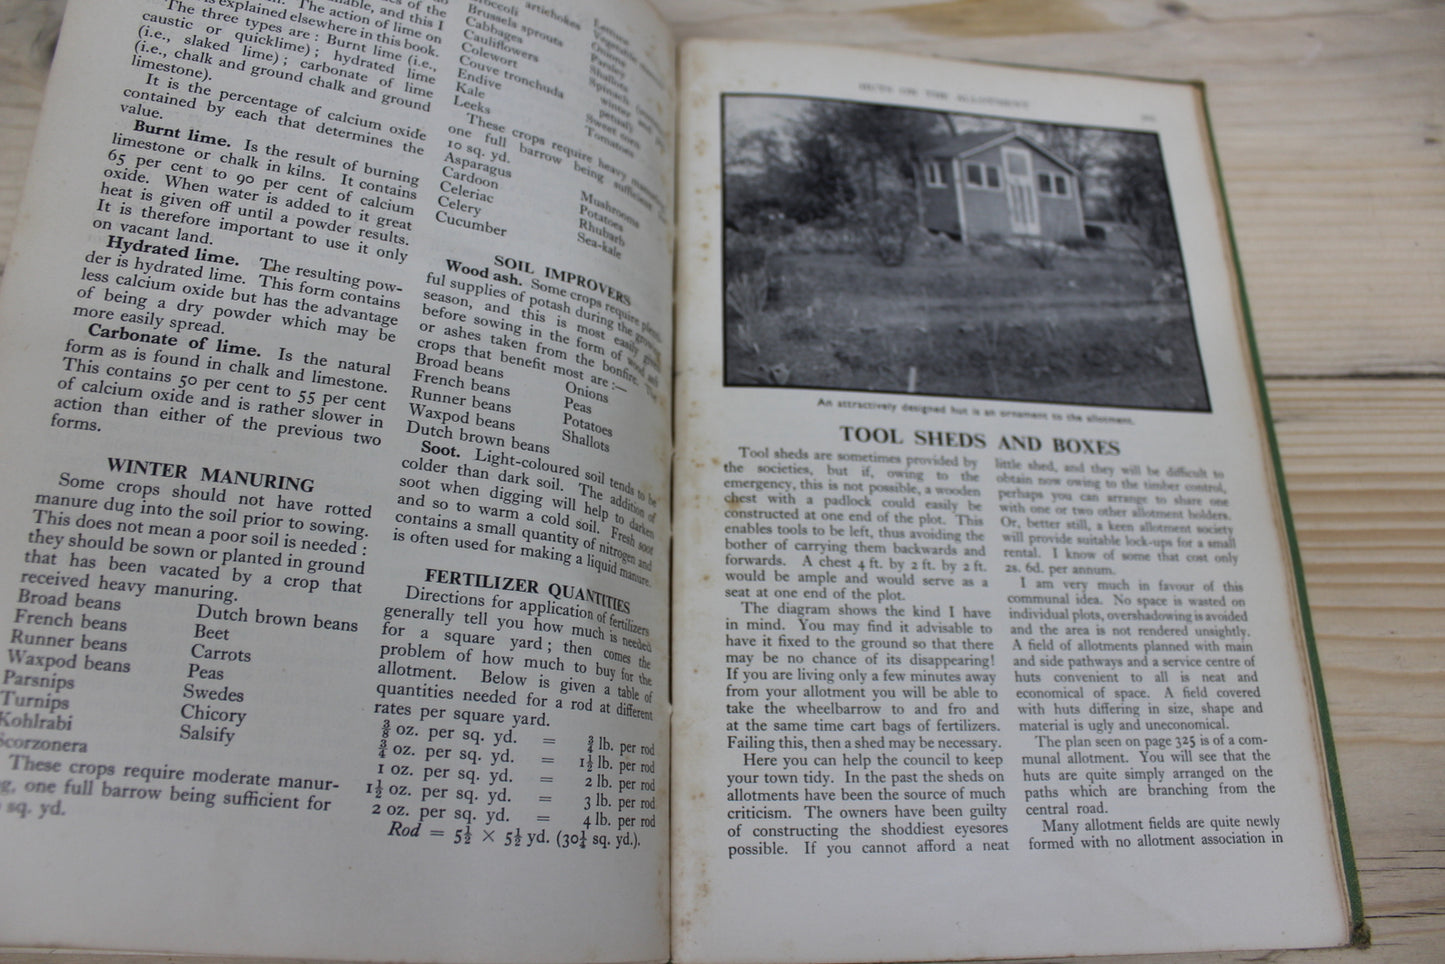 is explained elsewhere in this book.
The three types are : Burnt lime (i.e.,
caustic or quicklime) ; hydrated lime
(i.e., slaked lime) ; carbonate of lime
(i.e., chalk and ground chalk and ground
limestone).
It is the percentage of calcium oxide
contained by each that determines the
value.
Burnt lime. Is the result of burning
limestone or chalk in kilns. It contains
65 per cent to 90 per cent of calcium
oxide. When water is added to it great
heat is given off until a powder results.
It is therefore important to use it only
on vacant land.
Hydrated lime. The resulting pow-
der is hydrated lime. This form contains
less calcium oxide but has the advantage
of being a dry powder which may be
more easily spread.
Carbonate of lime. Is the natural
form as is found in chalk and limestone.
This contains 50 per cent to 55 per cent
of calcium oxide and is rather slower in
action than either of the previous two
forms.
WINTER MANURING
Some crops should not have rotted
manure dug into the soil prior to sowing.
This does not mean a poor soil is needed :
they should be sown or planted in ground
that has been vacated by a crop that
received heavy manuring.
Broad beans Dutch brown beans
French beans Beet
Runner beans Carrots
Waxpod beans Peas
Parsnips Swedes
Turnips Chicory
Kohlrabi Salsify
Scorzonera
These crops require moderate manur-
one full barrow being sufficient for
sq. yd.
artichokes
Brussels sprouts
Cabbages Onions
Cauliflowers Parsley
Colewort Shallots
Couve tronchuda Spinach
Endive winter and
Kale
Leeks Sweet corn
Tomatoes
These crops require heavy
one full barrow being sufficient
10 sq. yd.
Asparagus Mushrooms
Cardoon Potatoes
Celeriac Rhubarb
Celery Sea-kale
Cucumber
SOIL IMPROVERS
Wood ash. Some crops require plenti-
ful supplies of potash during the growing
season, and this is most easily given
before sowing in the form of wood ash
or ashes taken from the bonfire. The
crops that benefit most are :—
Broad beans Onions
French beans Peas
Runner beans Potatoes
Waxpod beans Shallots
Dutch brown beans
Soot. Light-coloured soil tends to be
colder than dark soil. The addition of
soot when digging will help to darken
and so to warm a cold soil. Fresh soot
contains a small quantity of nitrogen and
is often used for making a liquid manure.
FERTILIZER QUANTITIES
Directions for application of fertilizers
generally tell you how much is needed
for a square yard ; then comes the
problem of how much to buy for the
allotment. Below is given a table of
quantities needed for a rod at different
rates per square yard.
⅜ oz. per sq. yd. = ¾ lb. per rod
¾ oz. per sq. yd. = 1½ lb. per rod
1 oz. per sq. yd. = 2 lb. per rod
1½ oz. per sq. yd. = 3 lb. per rod
2 oz. per sq. yd. = 4 lb. per rod
Rod = 5½ × 5½ yd. (30¼ sq. yd.).
HUTS ON THE ALLOTMENT
An attractively designed hut is an ornament to the allotment.
TOOL SHEDS AND BOXES
Tool sheds are sometimes provided by
the societies, but if, owing to the
emergency, this is not possible, a wooden
chest with a padlock could easily be
constructed at one end of the plot. This
enables tools to be left, thus avoiding the
bother of carrying them backwards and
forwards. A chest 4 ft. by 2 ft. by 2 ft.
would be ample and would serve as a
seat at one end of the plot.
The diagram shows the kind I have
in mind. You may find it advisable to
have it fixed to the ground so that there
may be no chance of its disappearing!
If you are living only a few minutes away
from your allotment you will be able to
take the wheelbarrow to and fro and
at the same time cart bags of fertilizers.
Failing this, then a shed may be necessary.
Here you can help the council to keep
your town tidy. In the past the sheds on
allotments have been the source of much
criticism. The owners have been guilty
of constructing the shoddiest eyesores
possible. If you cannot afford a neat
little shed, and they will be difficult to
obtain now owing to the timber control,
perhaps you can arrange to share one
with one or two other allotment holders.
Or, better still, a keen allotment society
will provide suitable lock-ups for a small
rental. I know of some that cost only
2s. 6d. per annum.
I am very much in favour of this
communal idea. No space is wasted on
individual plots, overshadowing is avoided
and the area is not rendered unsightly.
A field of allotments planned with main
and side pathways and a service centre of
huts convenient to all is neat and
economical of space. A field covered
with huts differing in size, shape and
material is ugly and uneconomical.
The plan seen on page 325 is of a com-
munal allotment. You will see that the
huts are quite simply arranged on the
paths which are branching from the
central road.
Many allotment fields are quite newly
formed with no allotment association in